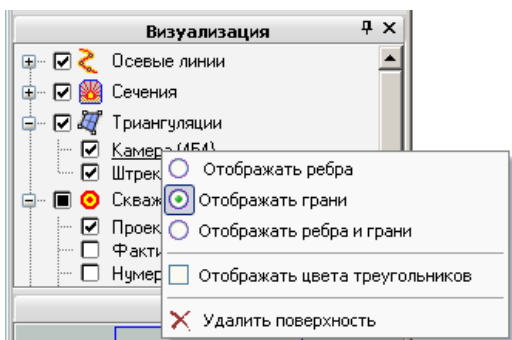 Визуализация
Осевые линии
Сечения
Триангуляции
Камера (454)
Штрек
Отображать ребра
Скваж
Отображать грани
Проек
Отображать ребра и грани
Факти
Нумер
Отображать цвета треугольников
Удалить поверхность